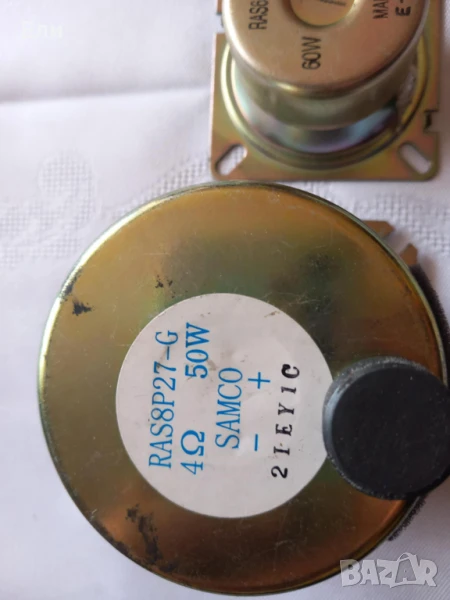 RAS8P27-G
4Ω 50W
SAMCO
- +
21EY1C
60W
BAZAR